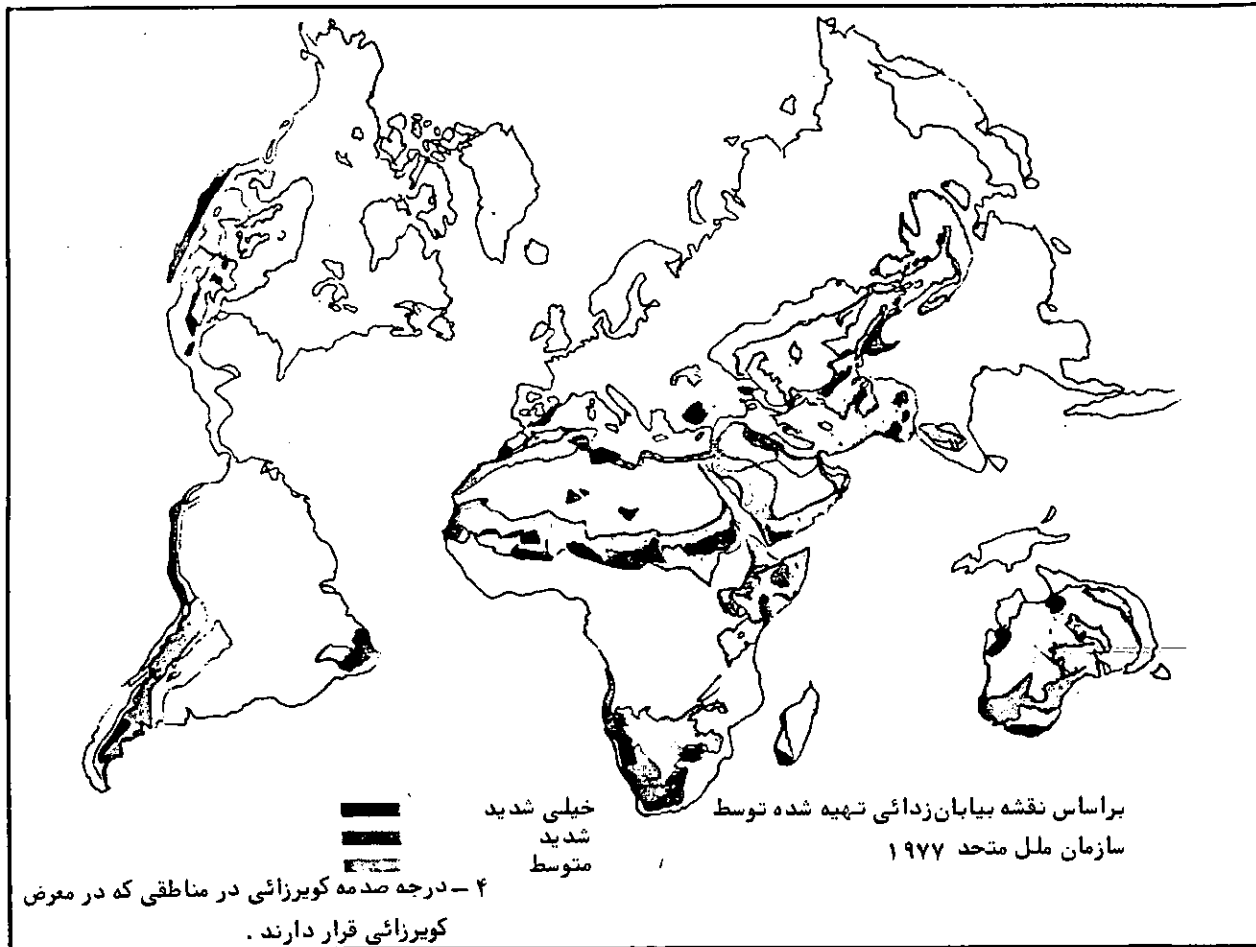 براساس نقشه بیابان‌زدائی تهیه شده توسط
سازمان ملل متحد ۱۹۷۷
خیلی شدید
شدید
متوسط
۴ ــ درجه صدمه کویرزائی در مناطقی که در معرض
کویرزائی قرار دارند .